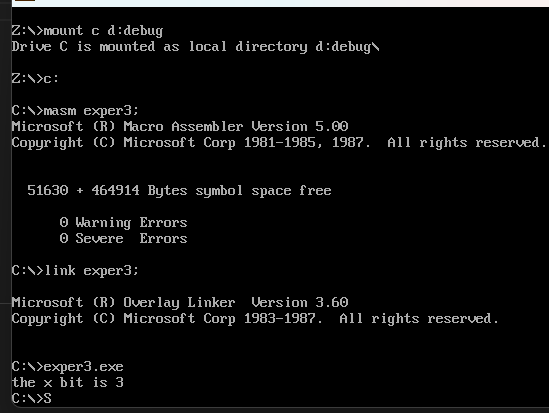 Z:\>mount c d:debug
Drive C is mounted as local directory d:debug\
Z:\>c:
C:\>masm exper3;
Microsoft (R) Macro Assembler Version 5.00
Copyright (C) Microsoft Corp 1981-1985, 1987.  All rights reserved.
51630 + 464914 Bytes symbol space free
0 Warning Errors
0 Severe  Errors
C:\>link exper3;
Microsoft (R) Overlay Linker  Version 3.60
Copyright (C) Microsoft Corp 1983-1987.  All rights reserved.
C:\>exper3.exe
the x bit is 3
C:\>S